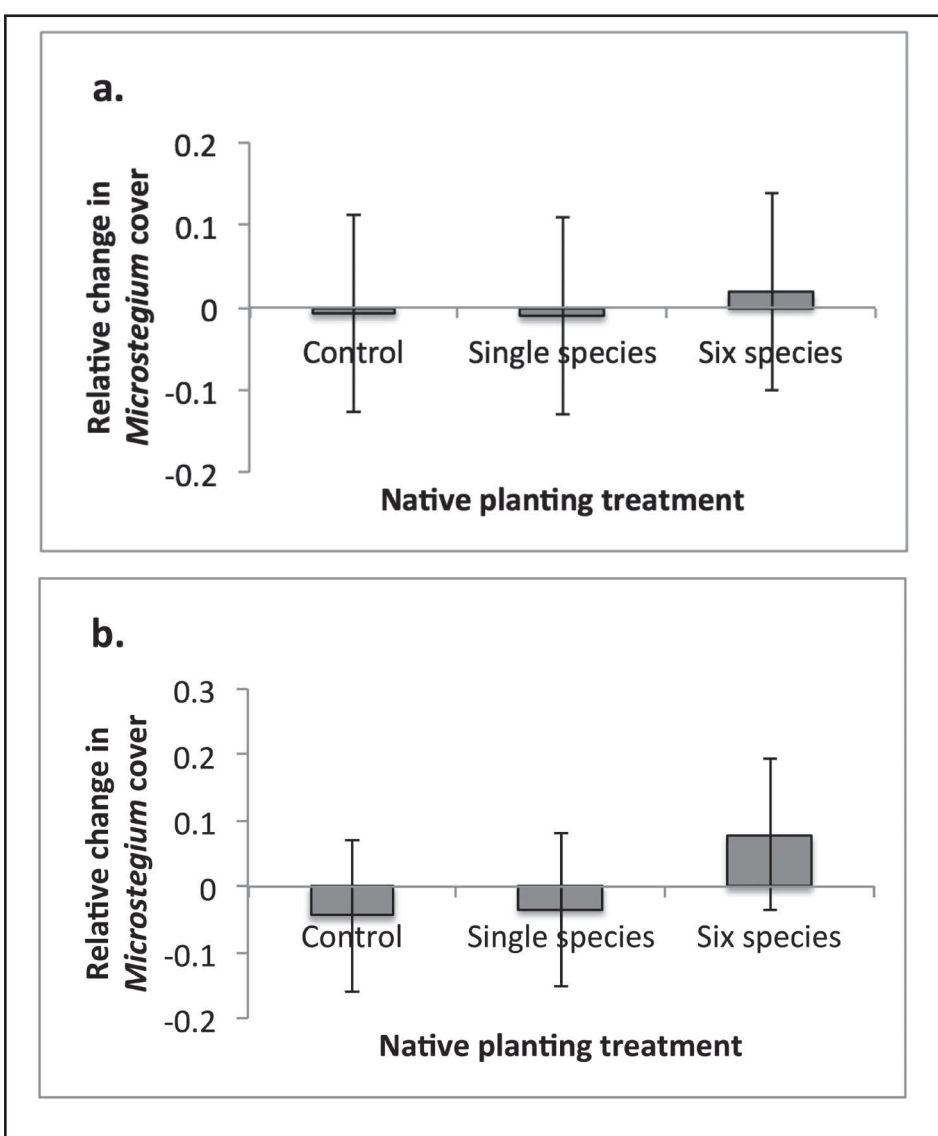 a.
Relative change in
Microstegium cover
0.2
0.1
0
-0.1
-0.2
Control
Single species
Six species
Native planting treatment
b.
Relative change in
Microstegium cover
0.3
0.2
0.1
0
-0.1
-0.2
Control
Single species
Six species
Native planting treatment